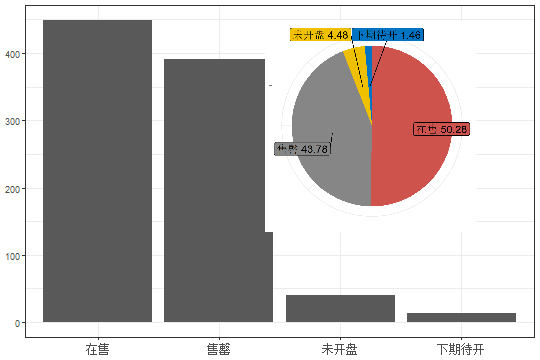 未开盘 4.48
下期待开 1.46
在售 50.28
售罄 43.78
400
300
200
100
0
在售
售罄
未开盘
下期待开